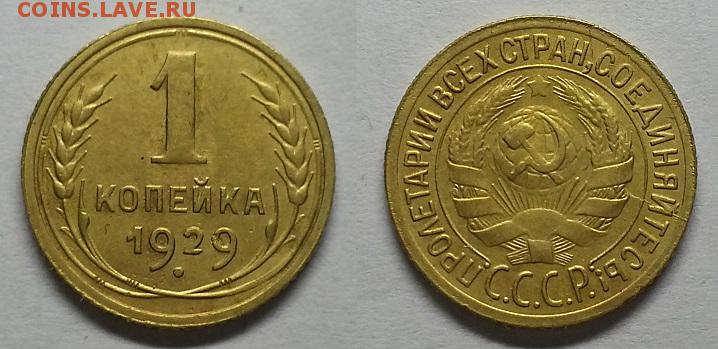 COINS.LAVE.RU
1
КОПЕЙКА
1929
ПРОЛЕТАРИИ ВСЕХ СТРАН, СОЕДИНЯЙТЕСЬ!
С.С.С.Р.